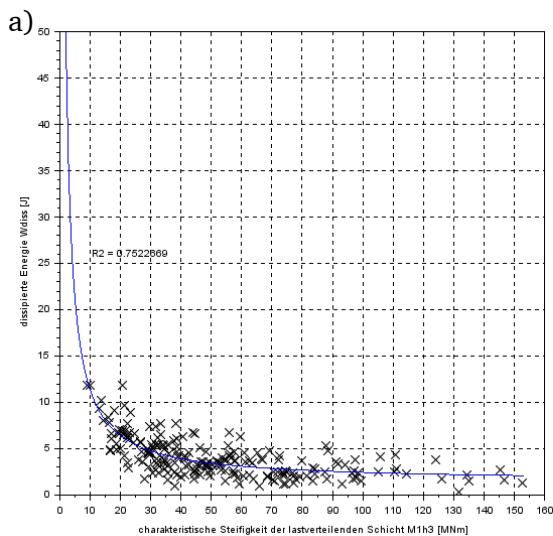 a)
50
45
40
35
30
25
20
15
10
5
0
dissipierte Energie Wdiss [J]
R2 = 0.7522869
0 10 20 30 40 50 60 70 80 90 100 110 120 130 140 150 160
charakteristische Steifigkeit der lastverteilenden Schicht M1h3 [MNm]